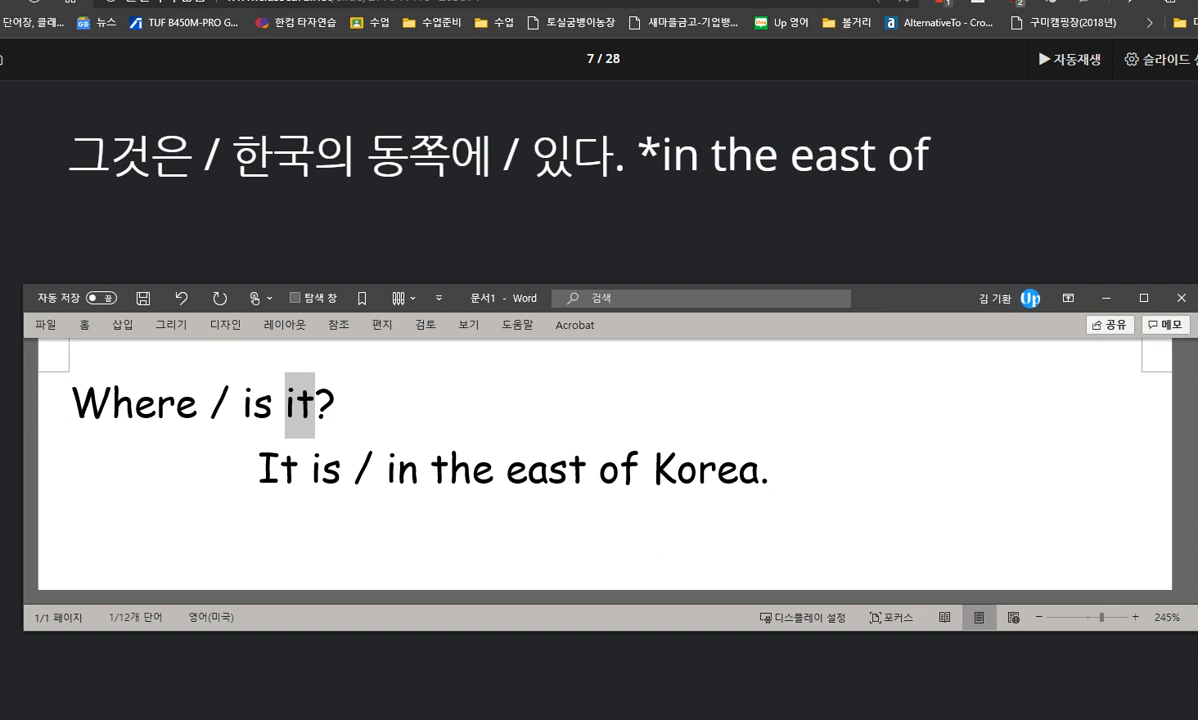 단어장, 클래...
뉴스
TUF B450M-PRO G...
한컴 타자연습
수업
수업준비
수업
토실굼뱅이농장
새마을금고-기업뱅...
Up 영어
볼거리
AlternativeTo - Cro...
구미캠핑장(2018년)
7 / 28
자동재생
슬라이드
그것은 / 한국의 동쪽에 / 있다. *in the east of
자동 저장
끔
탐색 창
문서1 - Word
검색
김 기환
Up
파일 홈 삽입 그리기 디자인 레이아웃 참조 편지 검토 보기 도움말 Acrobat
공유
메모
Where / is it?
It is / in the east of Korea.
1/1 페이지
1/12개 단어
영어(미국)
디스플레이 설정
포커스
245%